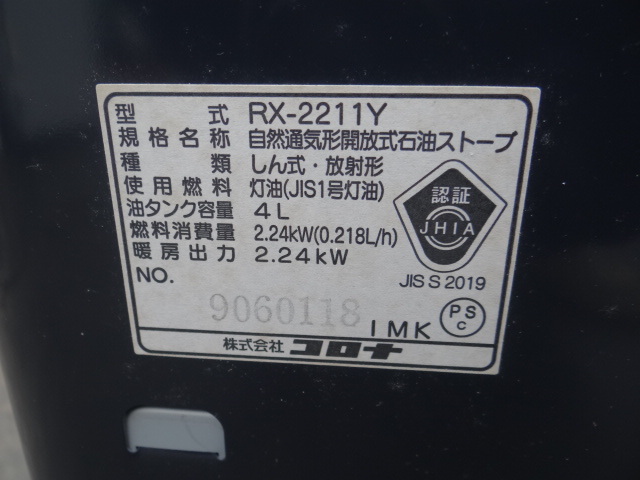 型式 RX-2211Y
規格名称 自然通気形開放式石油ストーブ
種類 しん式・放射形
使用燃料 灯油(JIS1号灯油)
油タンク容量 4L
燃料消費量 2.24kW(0.218L/h)
暖房出力 2.24kW
認証
JHIA
JIS S 2019
NO.
9060118
IMK
PS
C
株式会社 コロナ